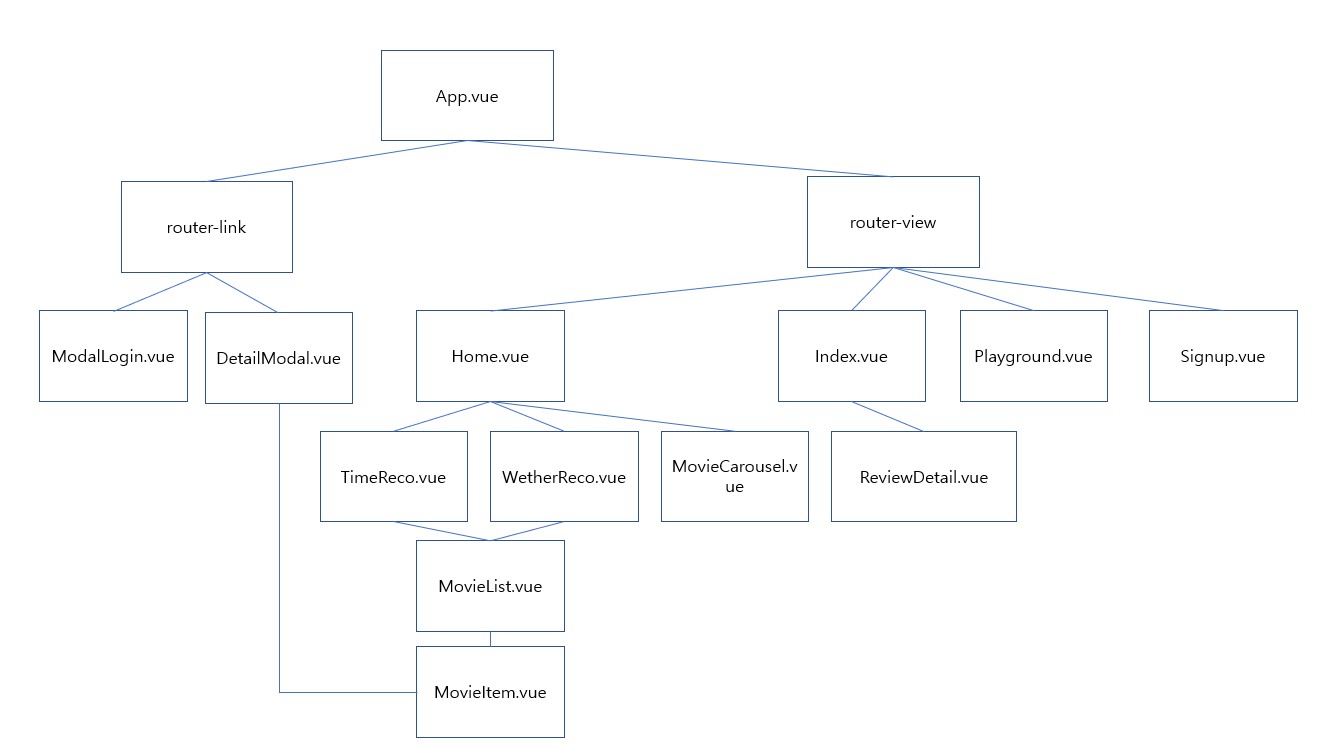 App.vue
router-link
router-view
ModalLogin.vue
DetailModal.vue
Home.vue
Index.vue
Playground.vue
Signup.vue
TimeReco.vue
WetherReco.vue
MovieCarousel.v
ue
ReviewDetail.vue
MovieList.vue
MovieItem.vue